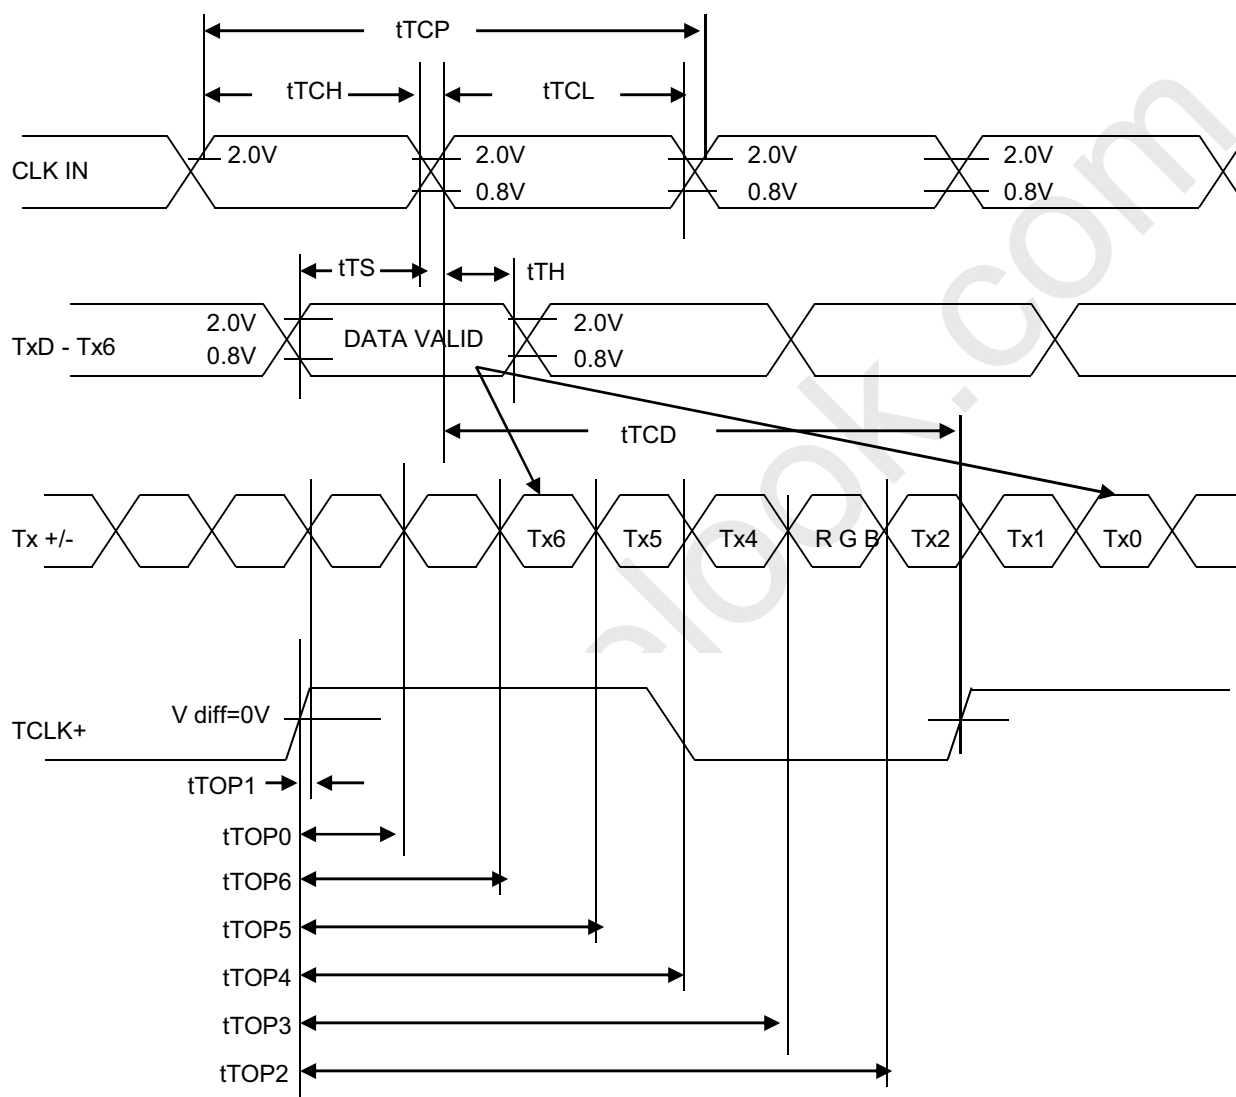 tTCP
tTCH
tTCL
CLK IN
2.0V
2.0V
0.8V
2.0V
0.8V
2.0V
0.8V
tTS
tTH
TxD - Tx6
2.0V
0.8V
DATA VALID
2.0V
0.8V
tTCD
Tx +/-
Tx6
Tx5
Tx4
R G B
Tx2
Tx1
Tx0
V diff=0V
TCLK+
tTOP1
tTOP0
tTOP6
tTOP5
tTOP4
tTOP3
tTOP2
elook.com